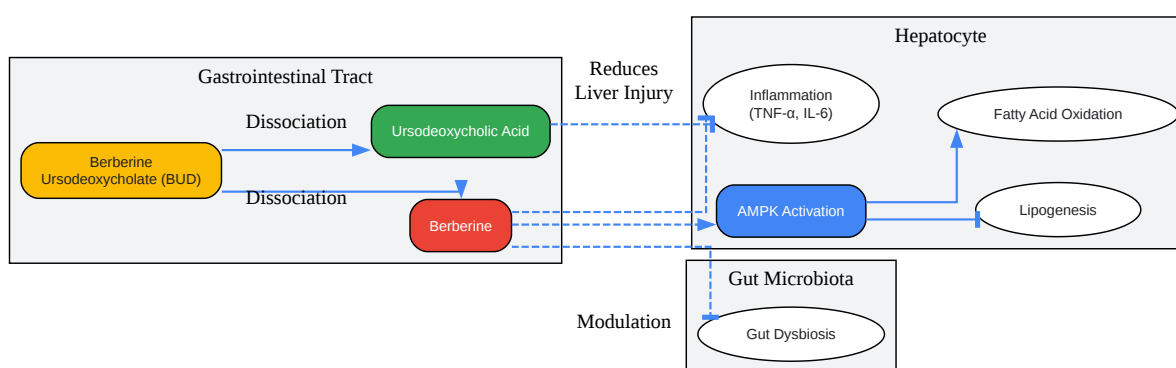 Hepatocyte
Gastrointestinal Tract
Reduces
Liver Injury
Inflammation
(TNF-α, IL-6)
Fatty Acid Oxidation
Dissociation
Ursodeoxycholic Acid
Berberine
Ursodeoxycholate (BUD)
Dissociation
Berberine
AMPK Activation
Lipogenesis
Gut Microbiota
Modulation
Gut Dysbiosis